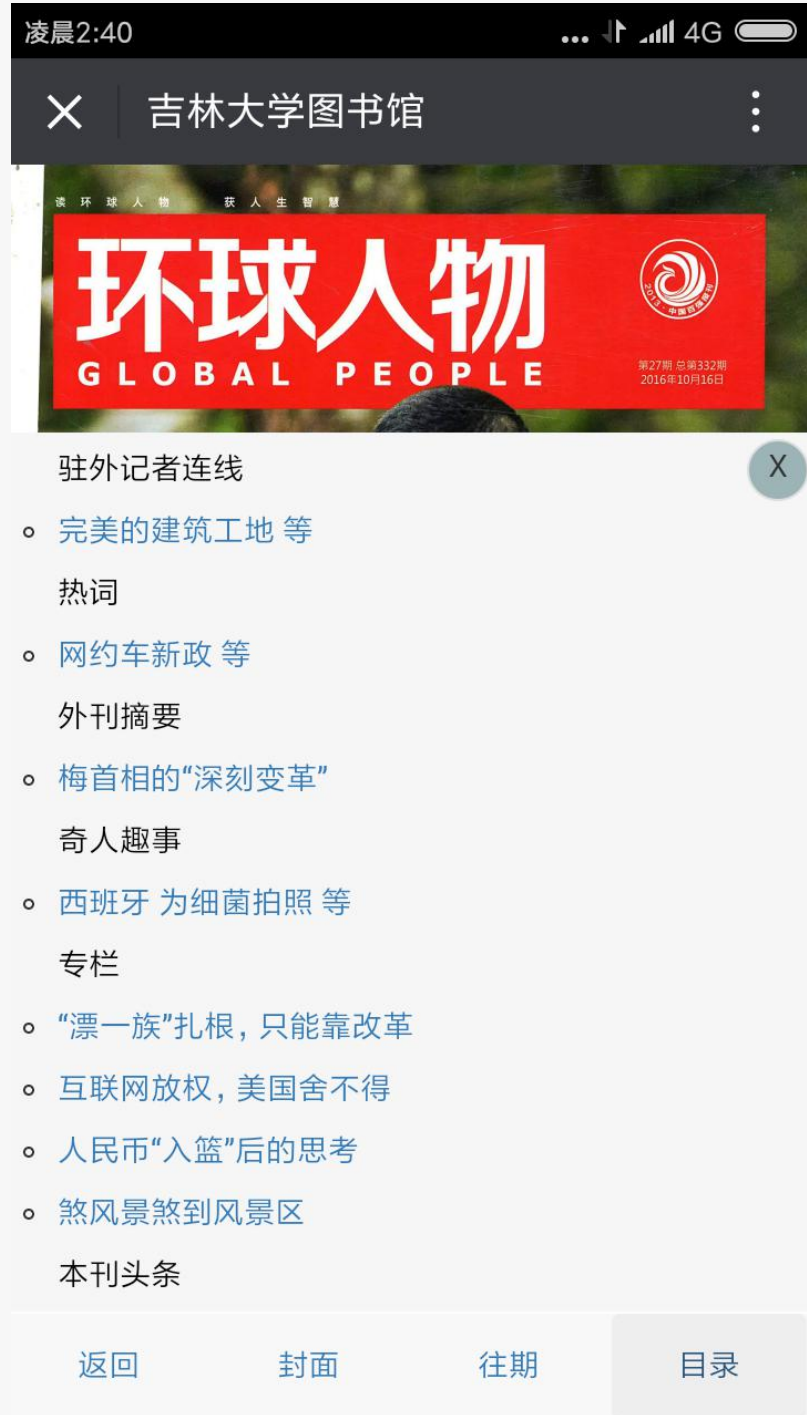 凌晨2:40
... 4G
吉林大学图书馆
读环球人物 获人生智慧
环球人物
GLOBAL PEOPLE
2013·中国百强报刊
第27期 总第332期
2016年10月16日
驻外记者连线
X
完美的建筑工地 等
热词
网约车新政 等
外刊摘要
梅首相的“深刻变革”
奇人趣事
西班牙 为细菌拍照 等
专栏
“漂一族”扎根，只能靠改革
互联网放权，美国舍不得
人民币“入篮”后的思考
煞风景煞到风景区
本刊头条
返回 封面 往期 目录